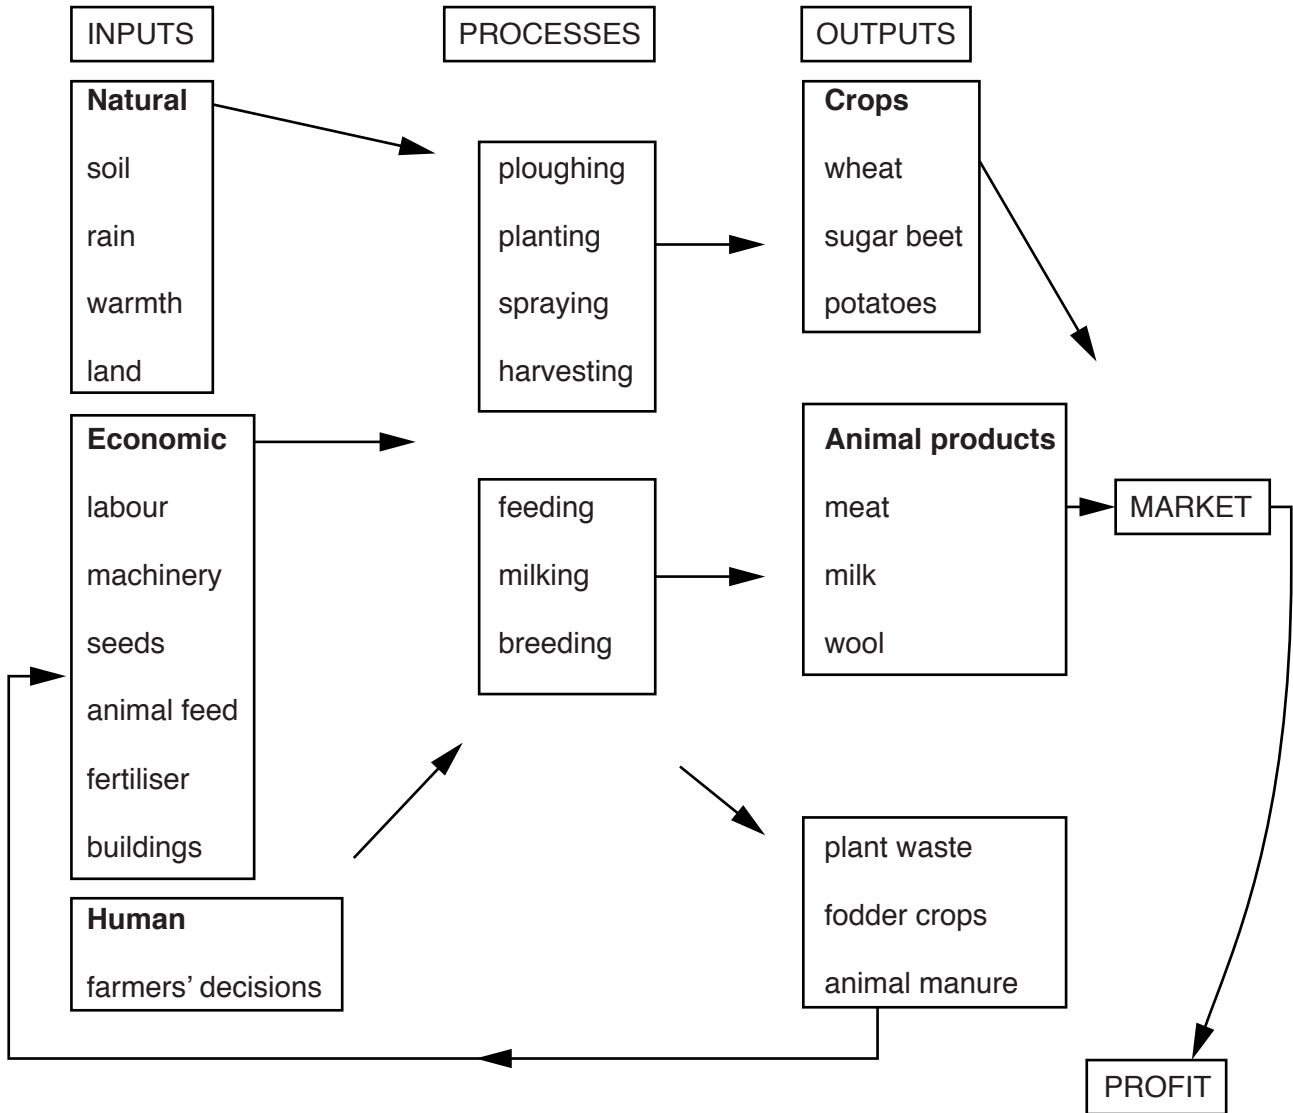 INPUTS
PROCESSES
OUTPUTS
Natural
soil
rain
warmth
land
Economic
labour
machinery
seeds
animal feed
fertiliser
buildings
Human
farmers’ decisions
ploughing
planting
spraying
harvesting
feeding
milking
breeding
Crops
wheat
sugar beet
potatoes
Animal products
meat
milk
wool
plant waste
fodder crops
animal manure
MARKET
PROFIT